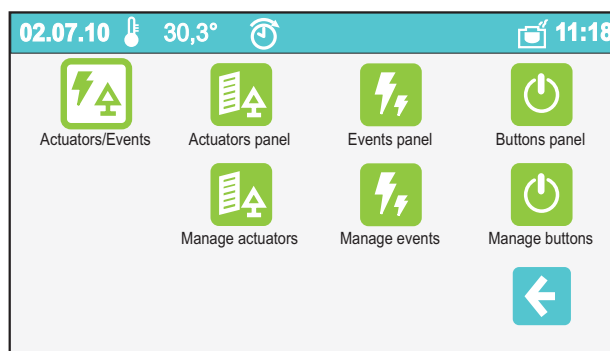 02.07.10 30,3° 11:18
Actuators/Events Actuators panel Events panel Buttons panel
Manage actuators Manage events Manage buttons